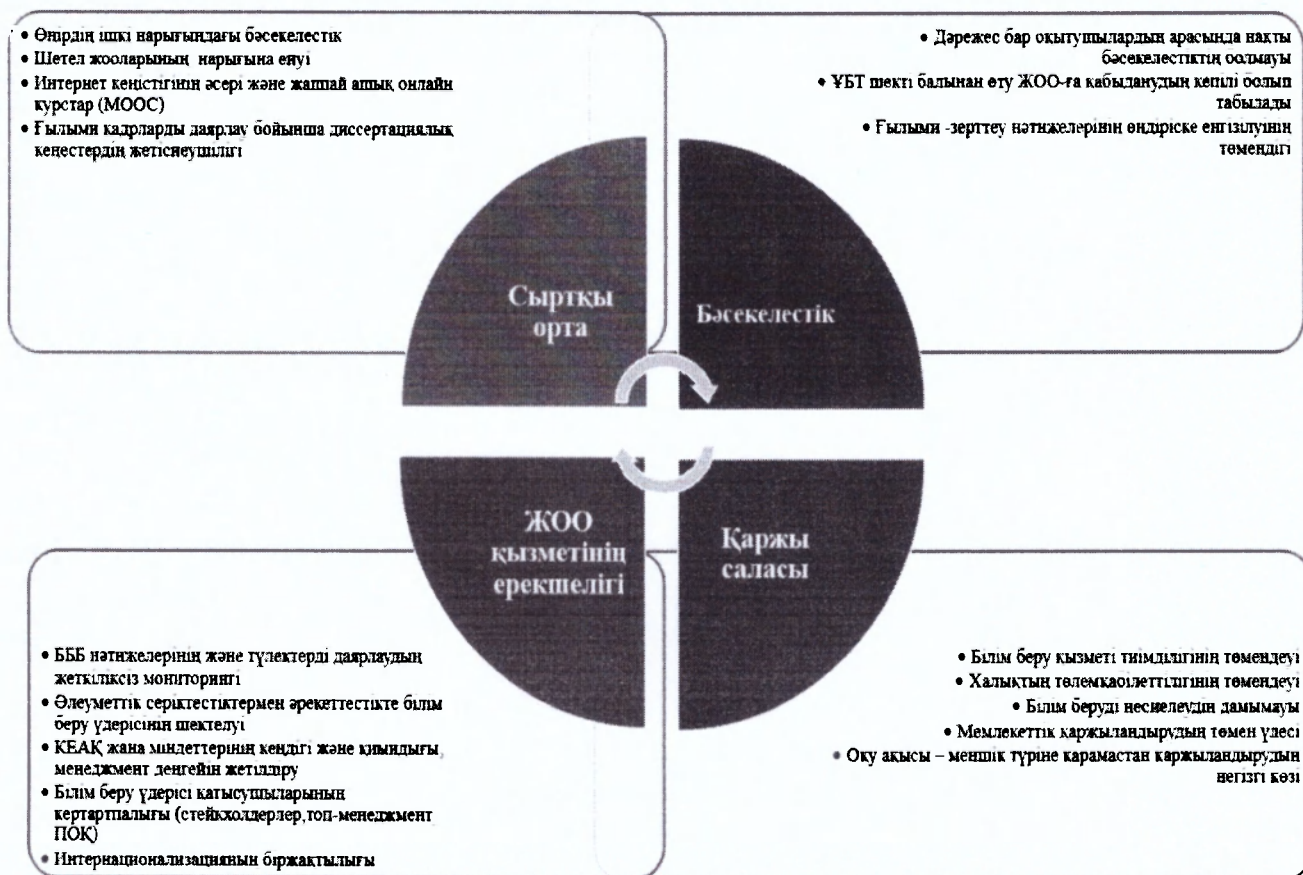 • Өңірдің ішкі нарығындағы бәсекелестік
• Шетел жооларының нарығына енуі
• Интернет кеңістігінің әсері және жаппай ашық онлайн
курстар (МООС)
• Ғылыми кадрларды даярлау бойынша диссертациялық
кеңестердің жетіспеушілігі
• Дәрежес бар оқытушылардың арасында нақты
бәсекелестіктің болмауы
• ҰБТ шекті балынан өту ЖОО-ға қабыданудың кепілі болып
табылады
• Ғылыми -зерттеу нәтижелерінің өндіріске енгізілуінің
төмендігі
Сыртқы
орта
Бәсекелестік
ЖОО
қызметінің
ерекшелігі
Қаржы
саласы
• БББ нәтижелерінің және түлектерді даярлаудың
жеткіліксіз мониторингі
• Әлеуметтік серіктестіктермен әрекеттестікте білім
беру үдерісінің шектелуі
• КЕАҚ жаңа міндеттерінің кеңдігі және қиындығы
менеджмент деңгейін жетілдіру
• Білім беру үдерісі қатысушыларының
кертартпалығы (стейкхолдерлер,топ-менеджмент
ПОҚ)
• Интернационализацияның біржақтылығы
• Білім беру қызметі тиімділігінің төмендеуі
• Халықтың төлемқабілеттілігінің төмендеуі
• Білім беруді несиелеудің дамымауы
• Мемлекеттік қаржыландырудың төмен үлесі
• Оқу ақысы – меншік түріне қарамастан қаржыландырудың
негізгі көзі